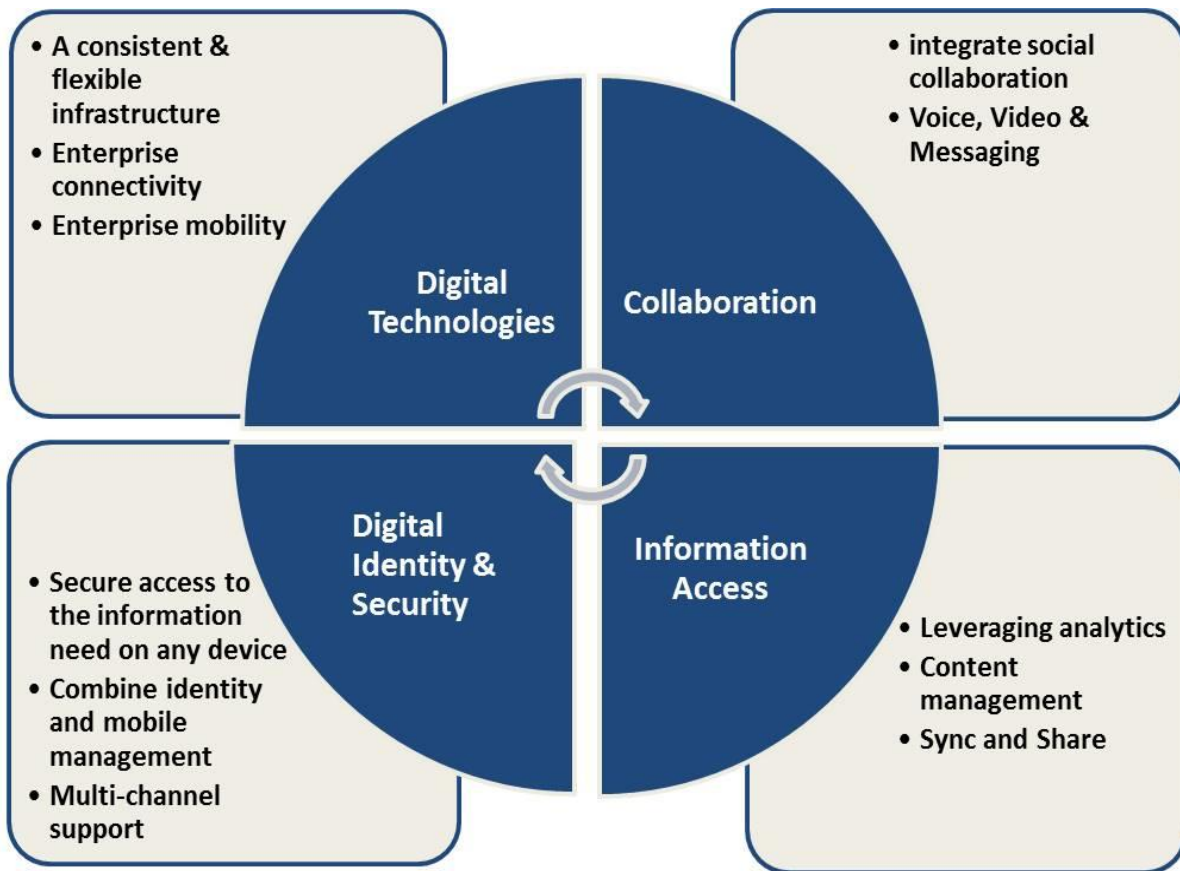 • A consistent &
flexible
infrastructure
• Enterprise
connectivity
• Enterprise mobility
• integrate social
collaboration
• Voice, Video &
Messaging
Digital
Technologies
Collaboration
Digital
Identity &
Security
Information
Access
• Secure access to
the information
need on any device
• Combine identity
and mobile
management
• Multi-channel
support
• Leveraging analytics
• Content
management
• Sync and Share